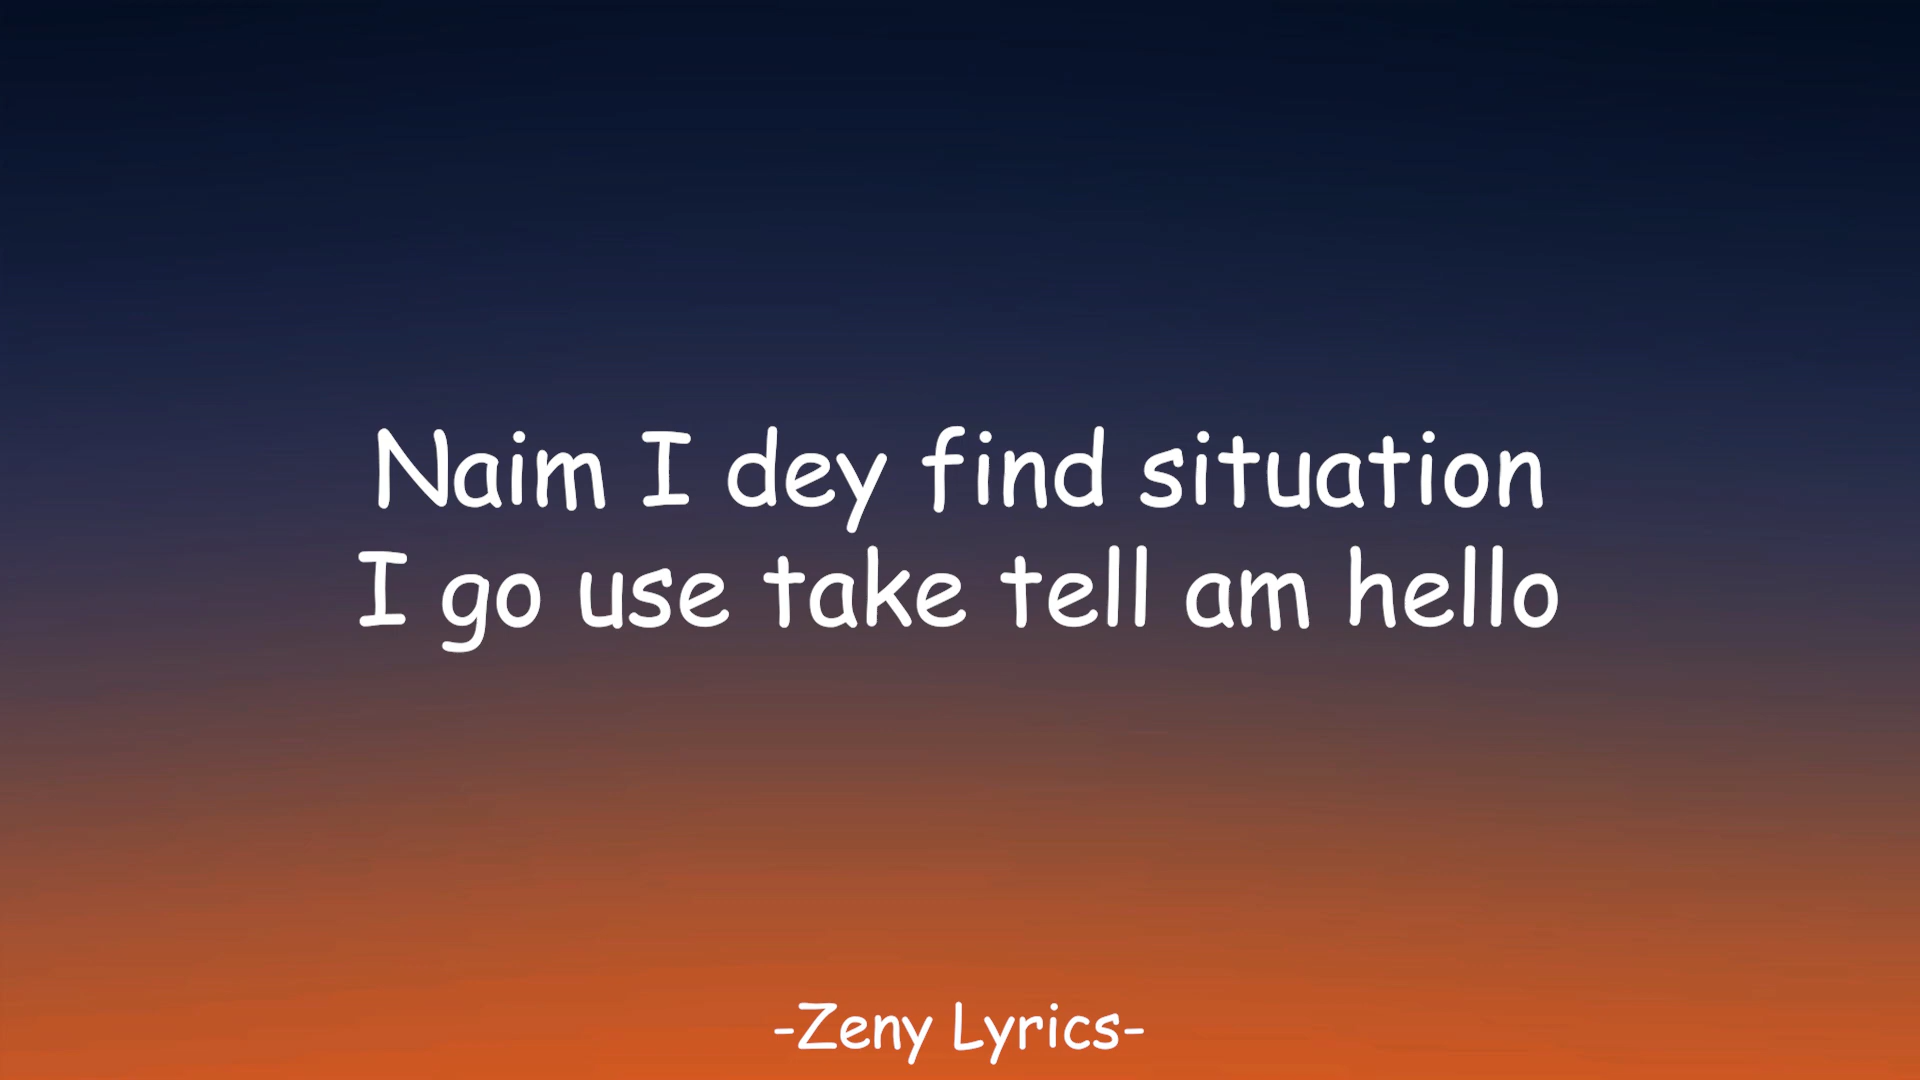 Naim I dey find situation
I go use take tell am hello
-Zeny Lyrics-